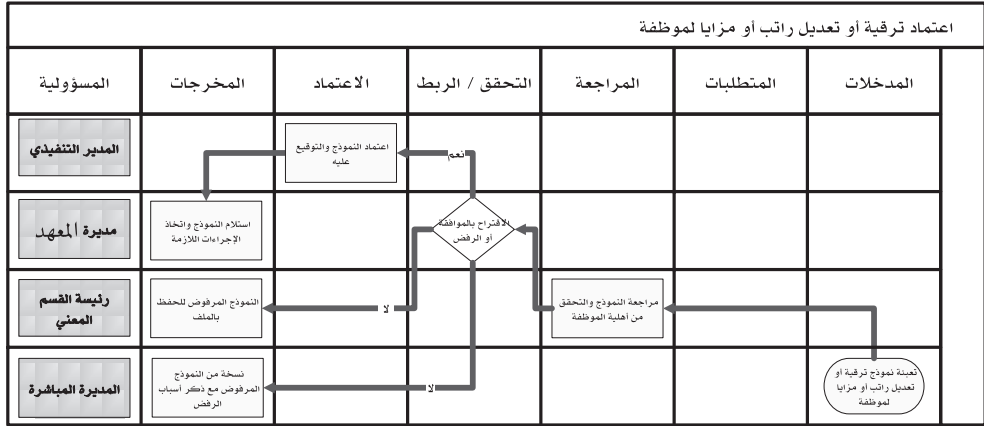 اعتماد ترقية أو تعديل راتب أو مزايا لموظفة
المدخلات
المتطلبات
المراجعة
التحقق / الربط
الاعتماد
المخرجات
المسؤولية
نعم
اعتماد النموذج والتوقيع
عليه
المدير التنفيذي
الاقتراح بالموافقة
أو الرفض
استلام النموذج واتخاذ
الإجراءات اللازمة
مديرة المعهد
مراجعة النموذج والتحقق
من أهلية الموظفة
لا
النموذج المرفوض للحفظ
بالملف
رئيسة القسم
المعني
تعبئة نموذج ترقية أو
تعديل راتب أو مزايا
لموظفة
لا
نسخة من النموذج
المرفوض مع ذكر أسباب
الرفض
المديرة المباشرة